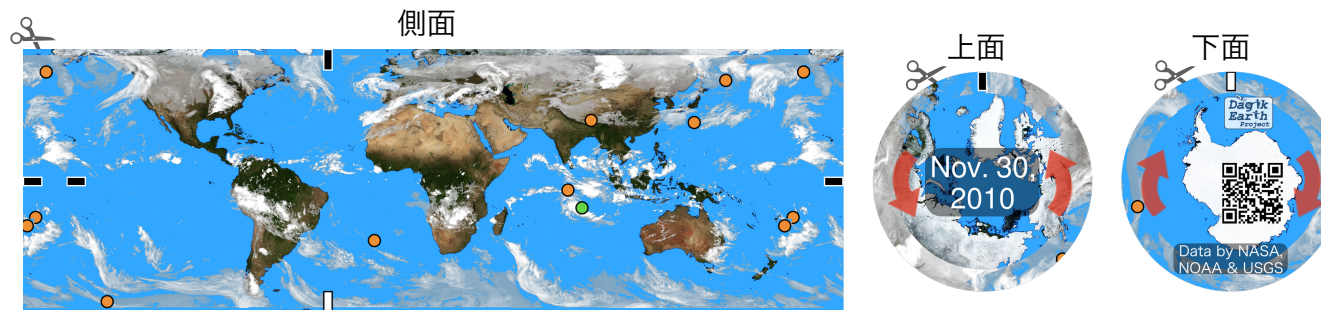 側面
上面
下面
Nov. 30,
2010
Dagik
Earth
Project
Data by NASA,
NOAA & USGS